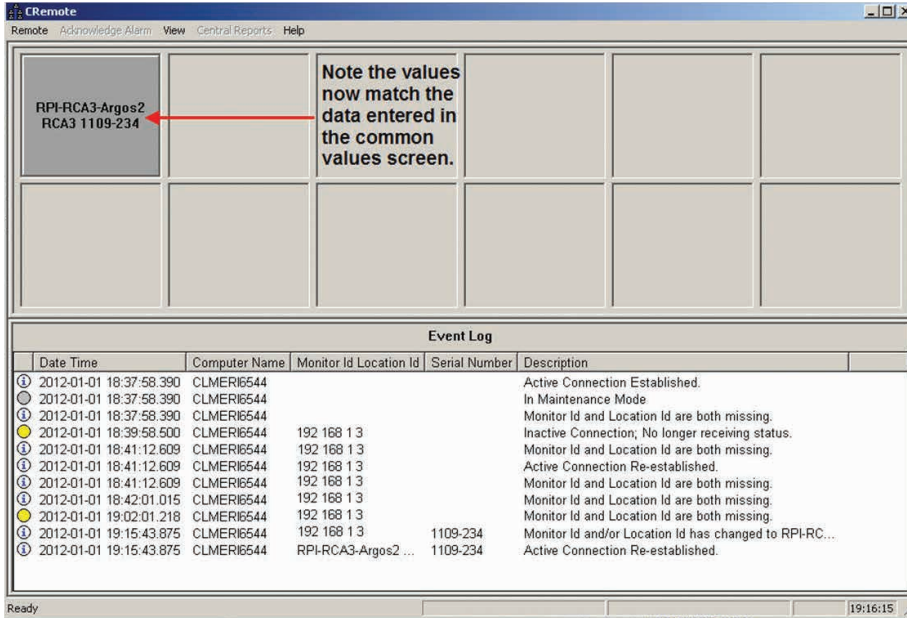 CRemote
Remote Acknowledge Alarm View Central Reports Help
RPI-RCA3-Argos2
RCA3 1109-234
Note the values
now match the
data entered in
the common
values screen.
Event Log
Date Time Computer Name Monitor Id Location Id Serial Number Description
2012-01-01 18:37:58.390 CLMERI6544 Active Connection Established.
2012-01-01 18:37:58.390 CLMERI6544 In Maintenance Mode
2012-01-01 18:37:58.390 CLMERI6544 Monitor Id and Location Id are both missing.
2012-01-01 18:39:58.500 CLMERI6544 192 168 1 3 Inactive Connection; No longer receiving status.
2012-01-01 18:41:12.609 CLMERI6544 192 168 1 3 Monitor Id and Location Id are both missing.
2012-01-01 18:41:12.609 CLMERI6544 192 168 1 3 Active Connection Re-established.
2012-01-01 18:41:12.609 CLMERI6544 192 168 1 3 Monitor Id and Location Id are both missing.
2012-01-01 18:42:01.015 CLMERI6544 192 168 1 3 Monitor Id and Location Id are both missing.
2012-01-01 19:02:01.218 CLMERI6544 192 168 1 3 Monitor Id and Location Id are both missing.
2012-01-01 19:15:43.875 CLMERI6544 192 168 1 3 1109-234 Monitor Id and/or Location Id has changed to RPI-RC...
2012-01-01 19:15:43.875 CLMERI6544 RPI-RCA3-Argos2 ... 1109-234 Active Connection Re-established.
Ready 19:16:15